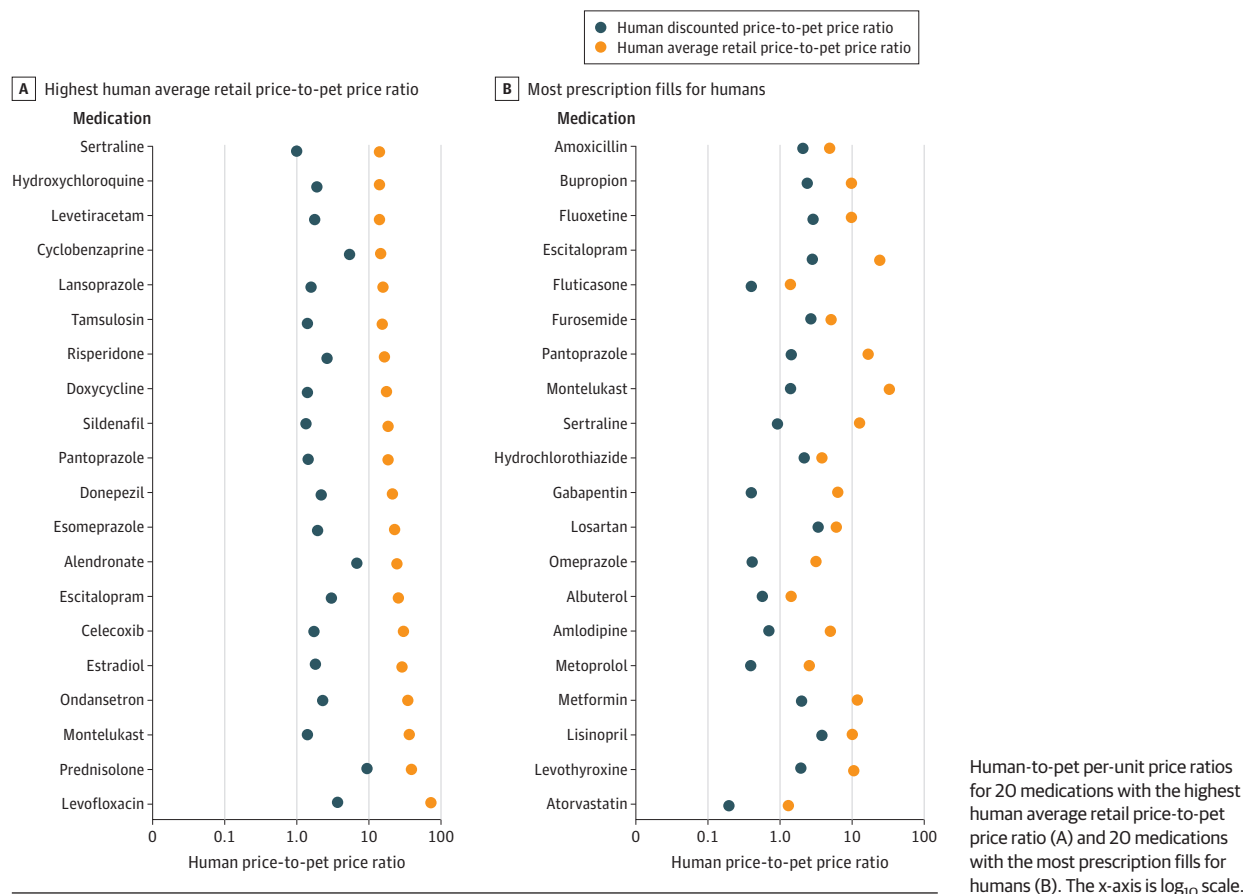 Human discounted price-to-pet price ratio
Human average retail price-to-pet price ratio
A Highest human average retail price-to-pet price ratio
Medication
Sertraline
Hydroxychloroquine
Levetiracetam
Cyclobenzaprine
Lansoprazole
Tamsulosin
Risperidone
Doxycycline
Sildenafil
Pantoprazole
Donepezil
Esomeprazole
Alendronate
Escitalopram
Celecoxib
Estradiol
Ondansetron
Montelukast
Prednisolone
Levofloxacin
0 0.1 1.0 10 100
Human price-to-pet price ratio
B Most prescription fills for humans
Medication
Amoxicillin
Bupropion
Fluoxetine
Escitalopram
Fluticasone
Furosemide
Pantoprazole
Montelukast
Sertraline
Hydrochlorothiazide
Gabapentin
Losartan
Omeprazole
Albuterol
Amlodipine
Metoprolol
Metformin
Lisinopril
Levothyroxine
Atorvastatin
0 0.1 1.0 10 100
Human price-to-pet price ratio
Human-to-pet per-unit price ratios
for 20 medications with the highest
human average retail price-to-pet
price ratio (A) and 20 medications
with the most prescription fills for
humans (B). The x-axis is log₁₀ scale.